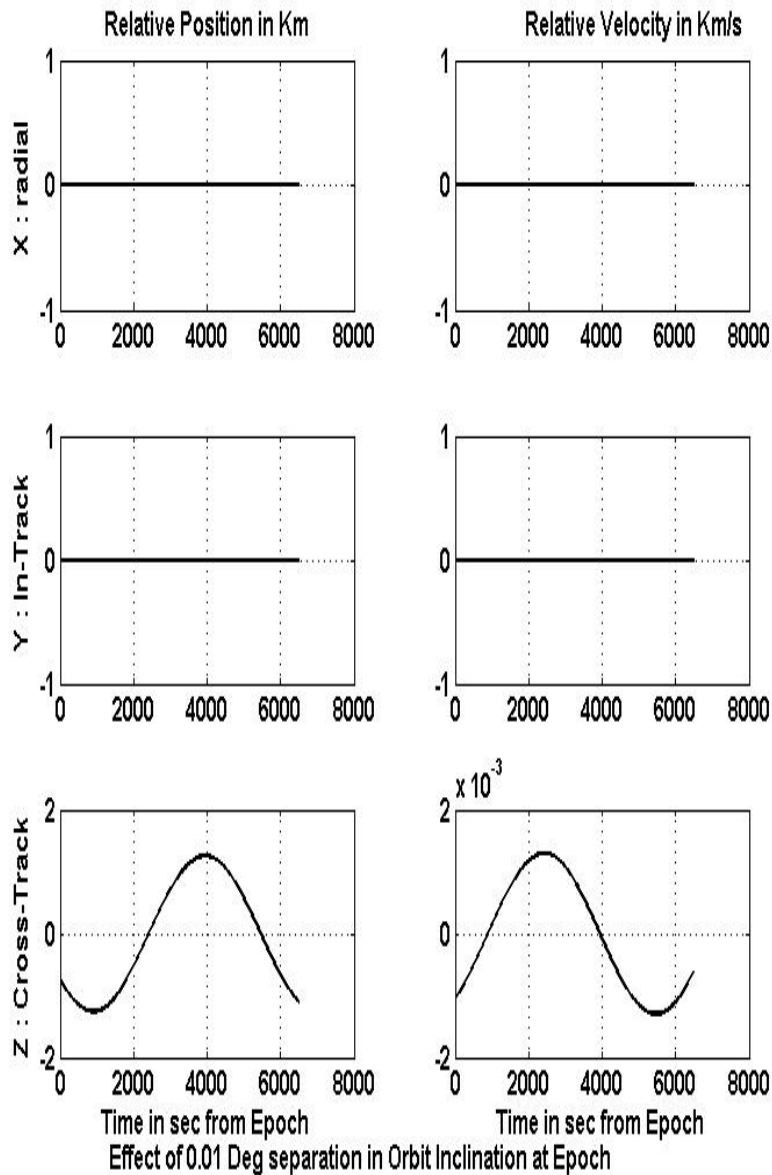 Relative Position in Km
Relative Velocity in Km/s
X : radial
1
0
-1
0 2000 4000 6000 8000
1
0
-1
0 2000 4000 6000 8000
Y : In-Track
1
0
-1
0 2000 4000 6000 8000
1
0
-1
0 2000 4000 6000 8000
Z : Cross-Track
2
0
-2
0 2000 4000 6000 8000
Time in sec from Epoch
x 10⁻³
2
0
-2
0 2000 4000 6000 8000
Time in sec from Epoch
Effect of 0.01 Deg separation in Orbit Inclination at Epoch